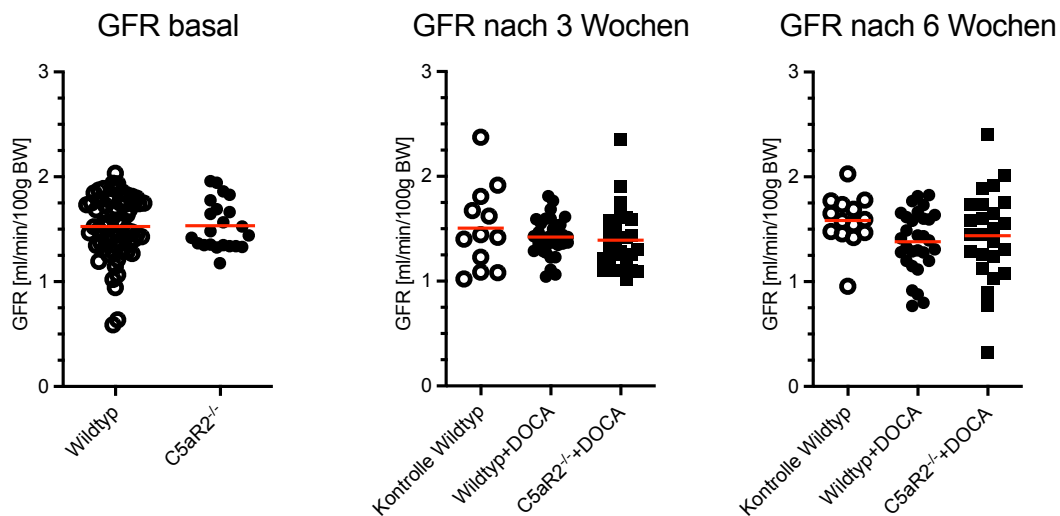 GFR basal
GFR [ml/min/100g BW]
3
2
1
0
Wildtyp
C5aR2-/-
GFR nach 3 Wochen
GFR [ml/min/100g BW]
3
2
1
0
Kontrolle Wildtyp
Wildtyp+DOCA
C5aR2-/-+DOCA
GFR nach 6 Wochen
GFR [ml/min/100g BW]
3
2
1
0
Kontrolle Wildtyp
Wildtyp+DOCA
C5aR2-/-+DOCA